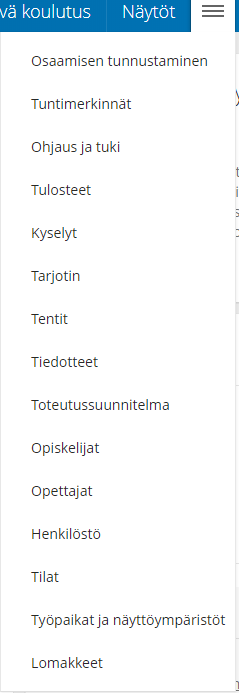 vä koulutus Näytöt
Osaamisen tunnustaminen
Tuntimerkinnät
Ohjaus ja tuki
Tulosteet
Kyselyt
Tarjotin
Tentit
Tiedotteet
Toteutussuunnitelma
Opiskelijat
Opettajat
Henkilöstö
Tilat
Työpaikat ja näyttöympäristöt
Lomakkeet